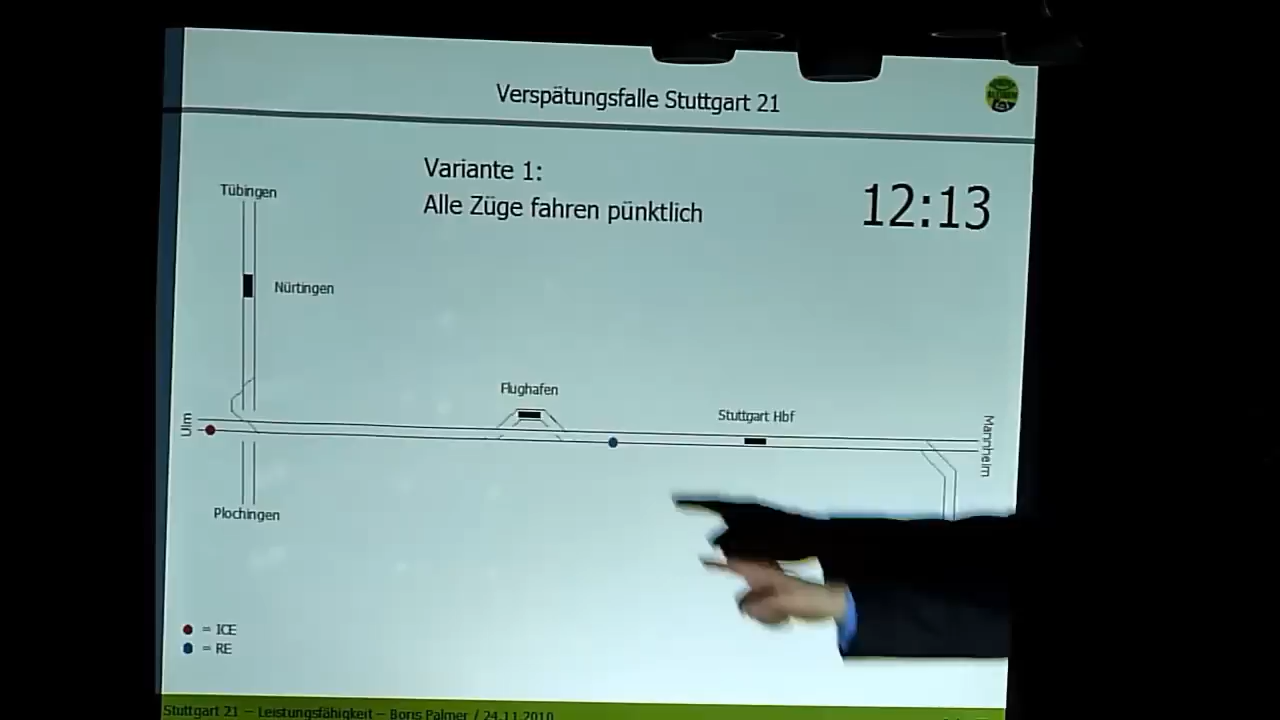 Verspätungsfalle Stuttgart 21
Variante 1:
Alle Züge fahren pünktlich
12:13
Tübingen
Nürtingen
Flughafen
Stuttgart Hbf
Ulm
Mannheim
Plochingen
= ICE
= RE
Stuttgart 21 – Leistungsfähigkeit – Boris Palmer / 24.11.2010